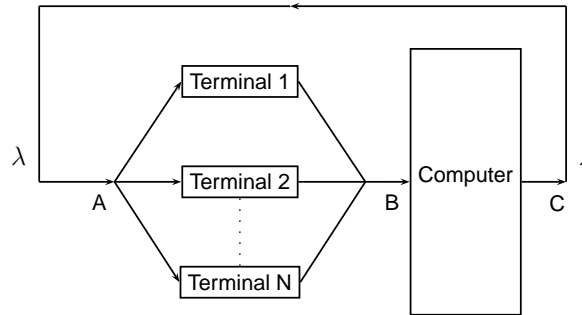 Terminal 1
λ
Terminal 2
Computer
A
B
C
Terminal N